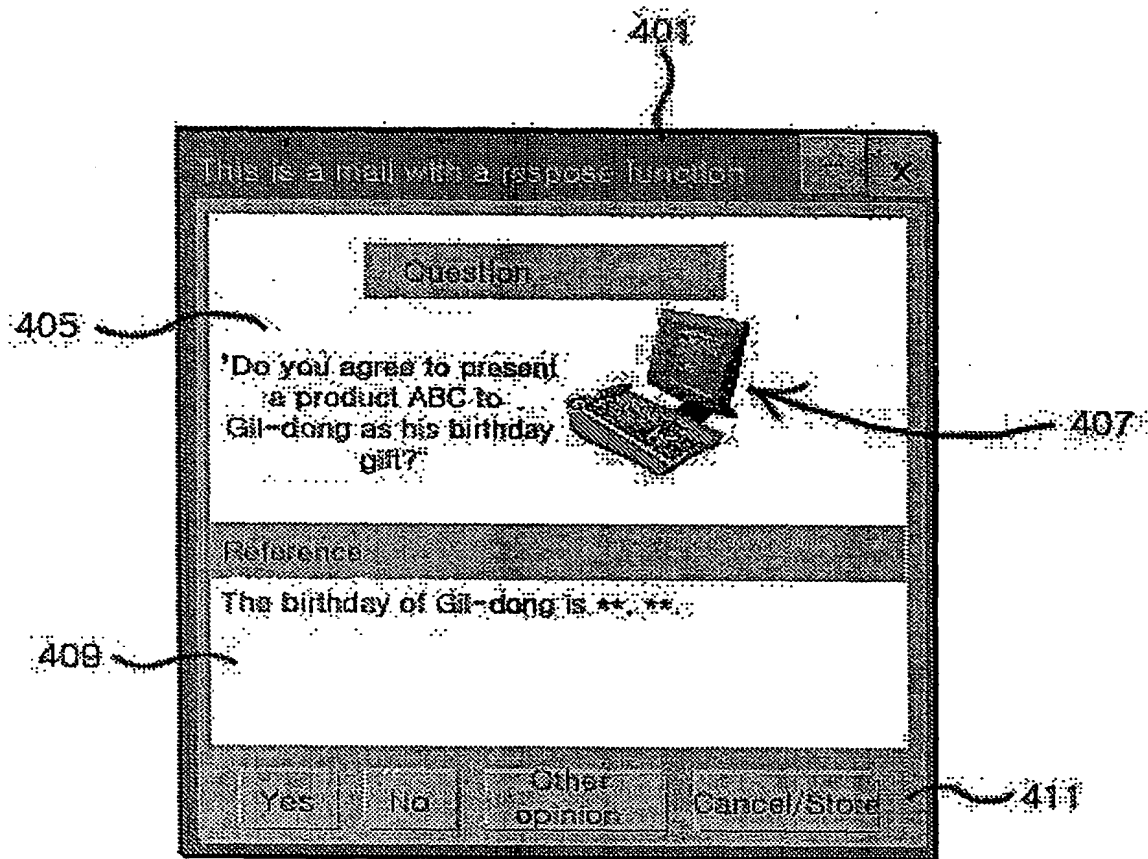 401
This is a mail with a respose function
X
Question
405
"Do you agree to present
a product ABC to
Gil-dong as his birthday
gift?"
407
Reference
The birthday of Gil-dong is **. **.
409
Yes
No
Other
opinion
Cancel/Store
411